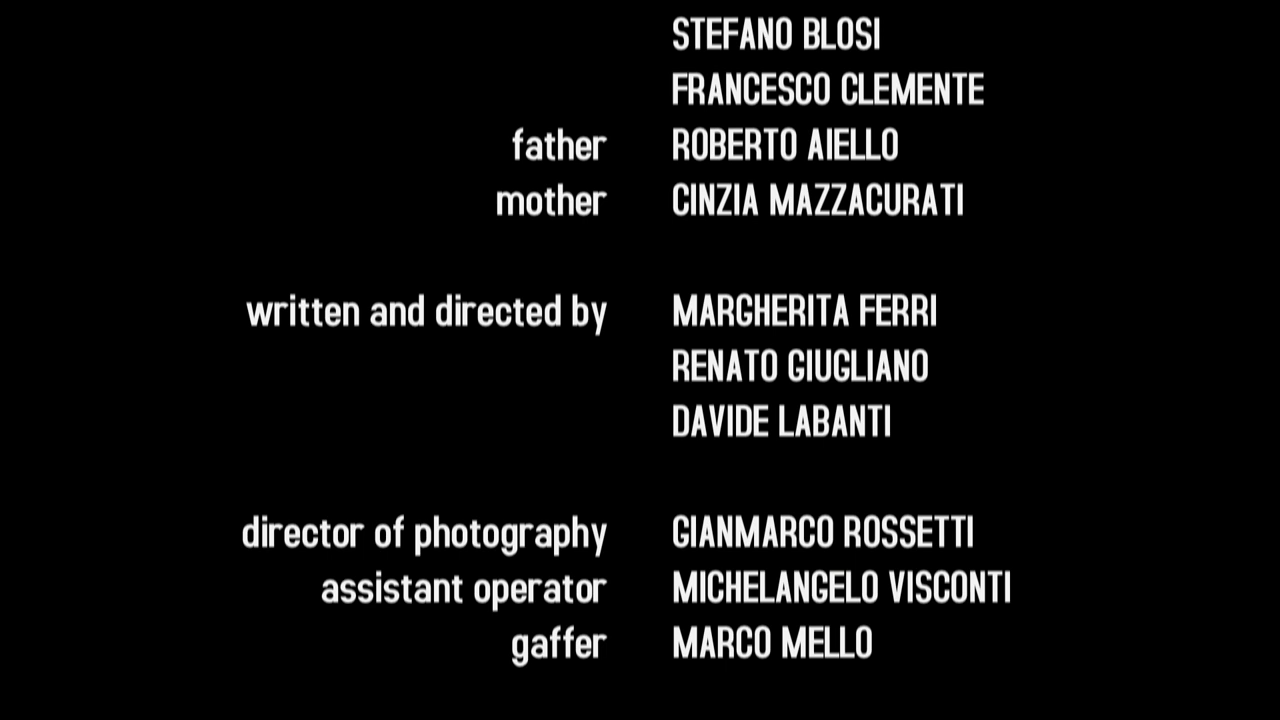 STEFANO BLOSI
FRANCESCO CLEMENTE
father ROBERTO AIELLO
mother CINZIA MAZZACURATI
written and directed by MARGHERITA FERRI
RENATO GIUGLIANO
DAVIDE LABANTI
director of photography GIANMARCO ROSSETTI
assistant operator MICHELANGELO VISCONTI
gaffer MARCO MELLO